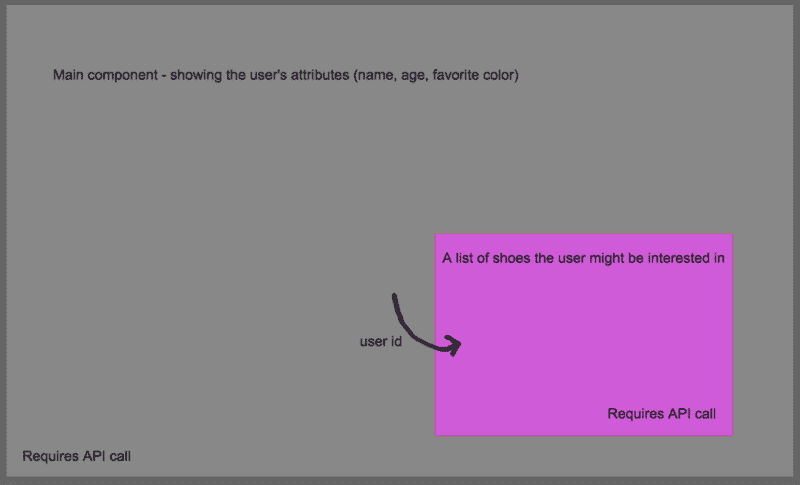 Main component - showing the user's attributes (name, age, favorite color)
A list of shoes the user might be interested in
user id
Requires API call
Requires API call